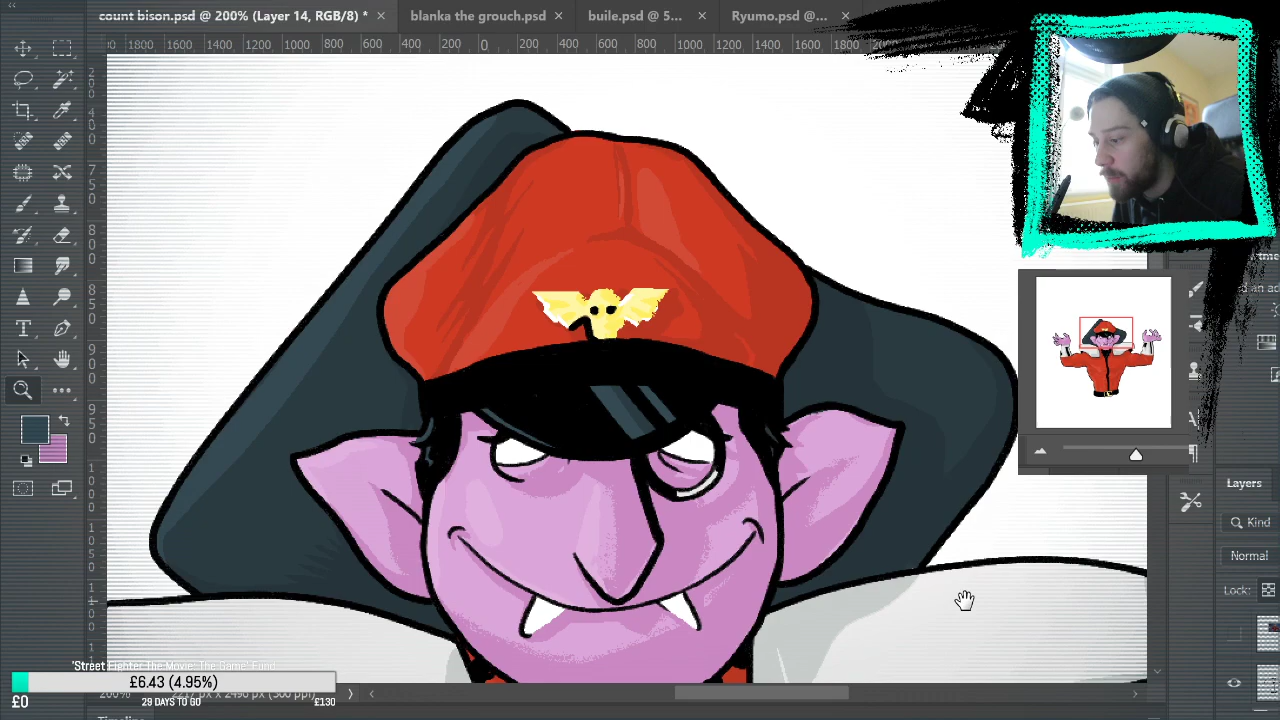 count bison.psd @ 200% (Layer 14, RGB/8) * × blanka the grouch.psd × buile.psd @ 5... × Ryumo.psd @... ×
1800 1600 1400 1200 1000 800 600 400 200 0 200 400 600 800 1000 1200 1400 1600 1800
Layers
Kind
Normal
Lock:
'Street Fighter The Movie: The Game' Fund
£6.43 (4.95%)
£0 29 DAYS TO GO £130